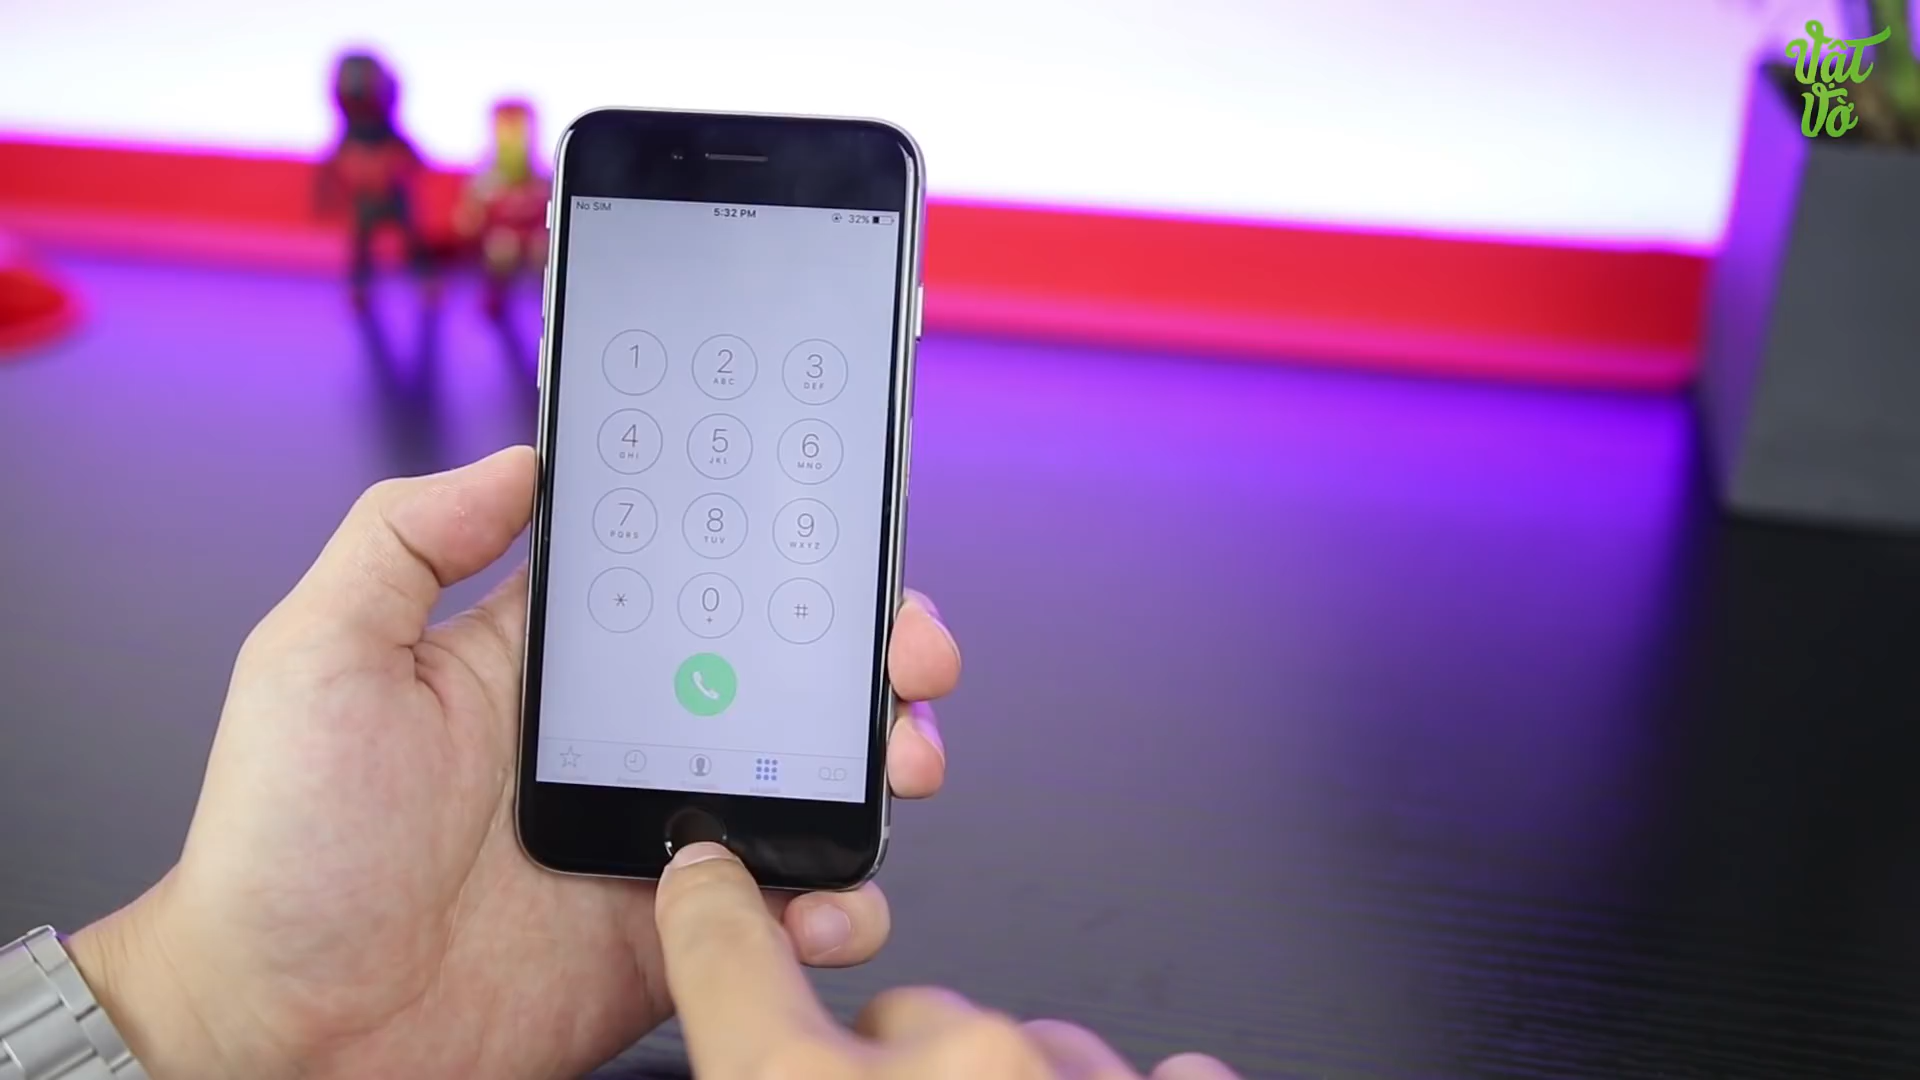 Vật
Vờ
No SIM
5:32 PM
32%
1
2
3
ABC
DEF
4
5
6
GHI
JKL
MNO
7
8
9
PQRS
TUV
WXYZ
*
0
#
+